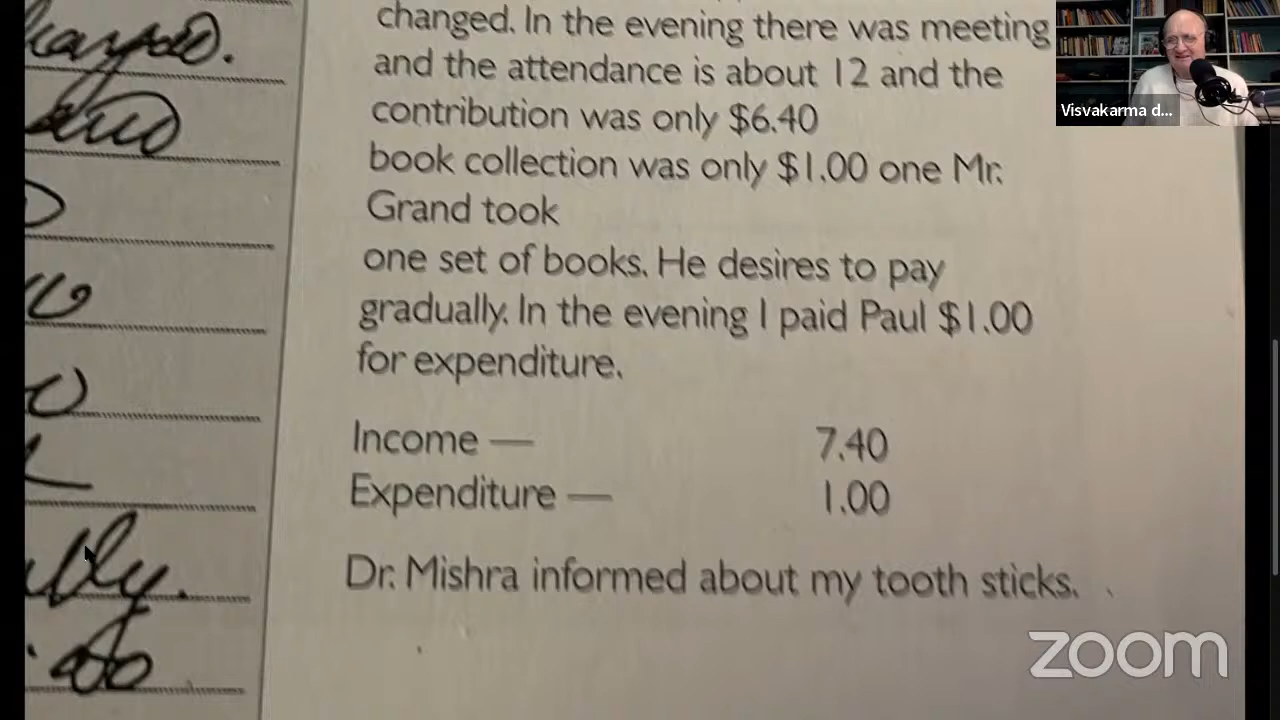 changed. In the evening there was meeting
and the attendance is about 12 and the
contribution was only $6.40
book collection was only $1.00 one Mr.
Grand took
one set of books. He desires to pay
gradually. In the evening I paid Paul $1.00
for expenditure.
Income — 7.40
Expenditure — 1.00
Dr. Mishra informed about my tooth sticks.
Visvakarma d...
zoom